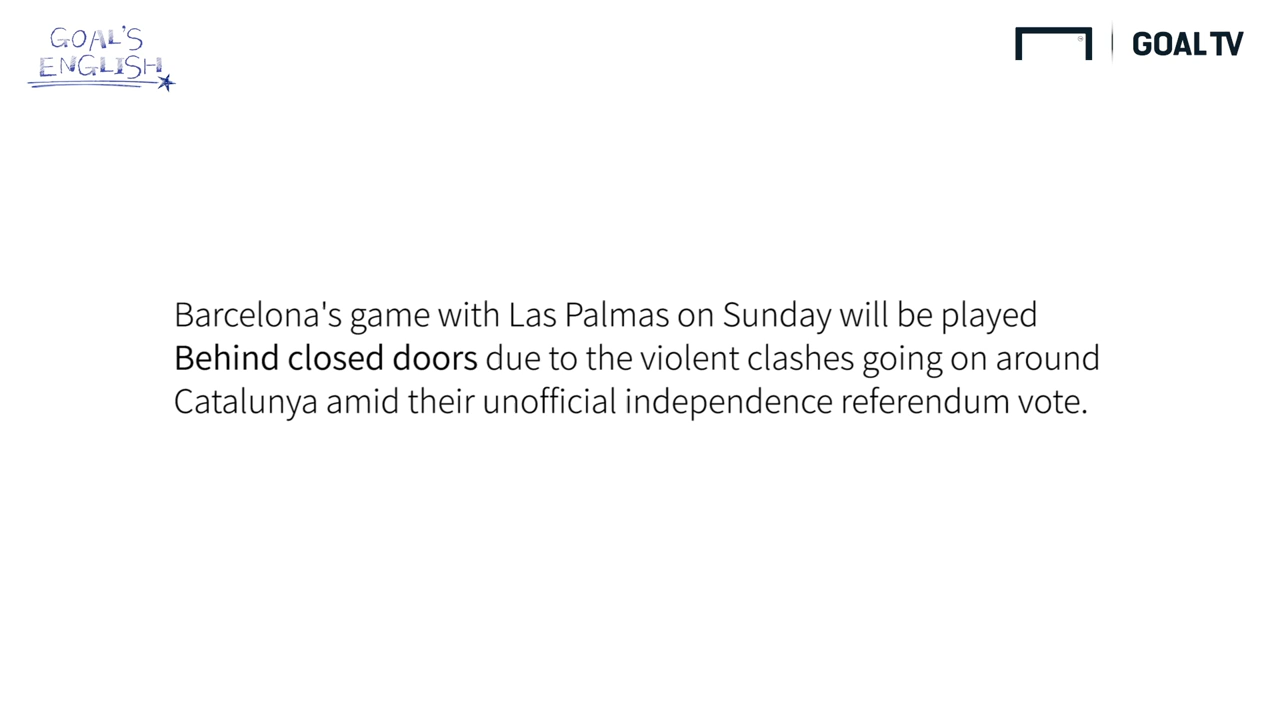 GOAL'S
ENGLISH
GOAL TV
Barcelona's game with Las Palmas on Sunday will be played
Behind closed doors due to the violent clashes going on around
Catalunya amid their unofficial independence referendum vote.